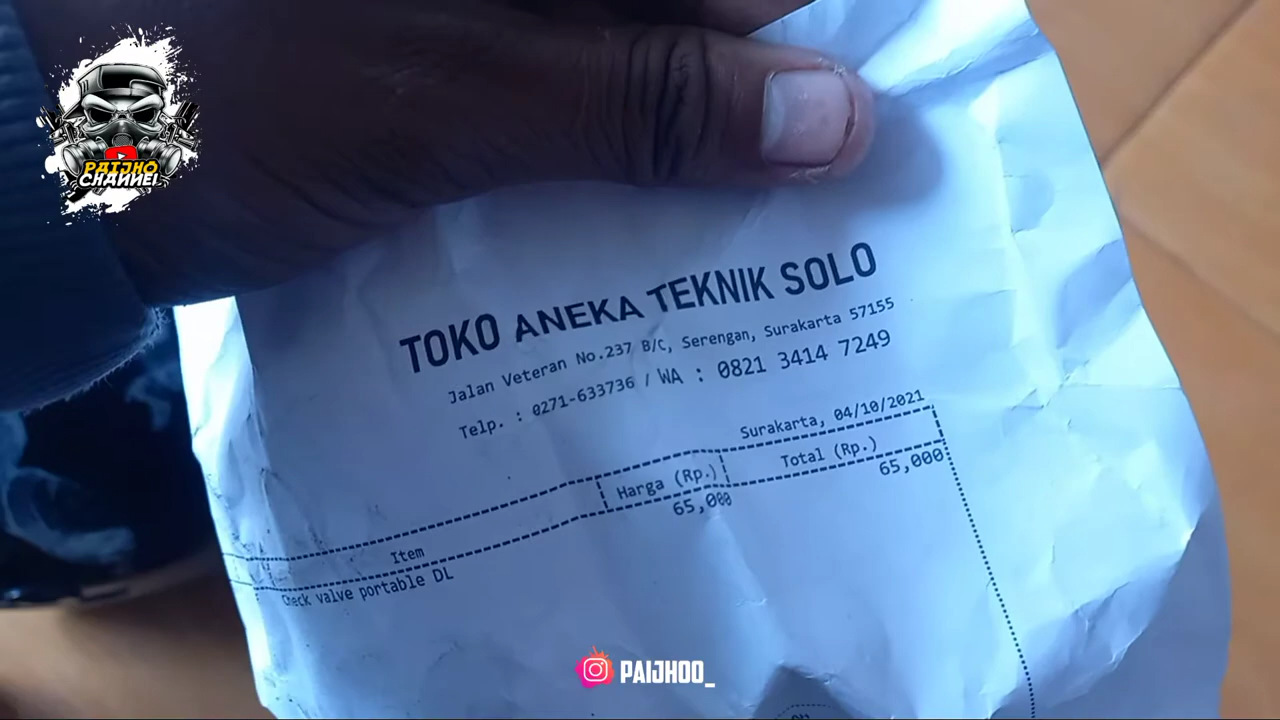 PAIJHO
CHANNEL
TOKO ANEKA TEKNIK SOLO
Jalan Veteran No.237 B/C, Serengan, Surakarta 57155
Telp. : 0271-633736 / WA : 0821 3414 7249
Surakarta, 04/10/2021
Item Harga (Rp.) Total (Rp.)
Check valve portable DL 65,000 65,000
PAIJHOO_